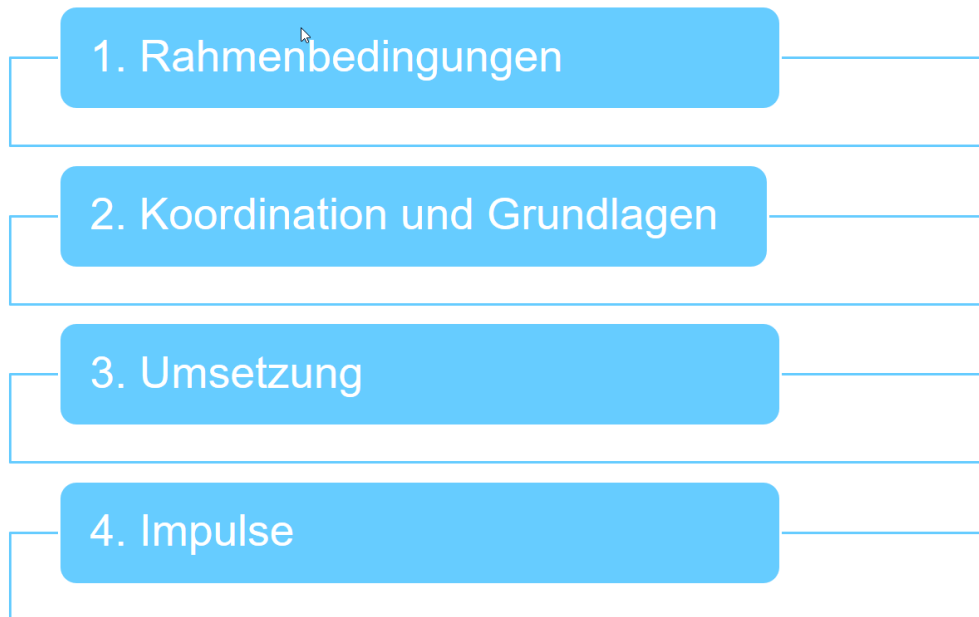 1. Rahmenbedingungen
2. Koordination und Grundlagen
3. Umsetzung
4. Impulse